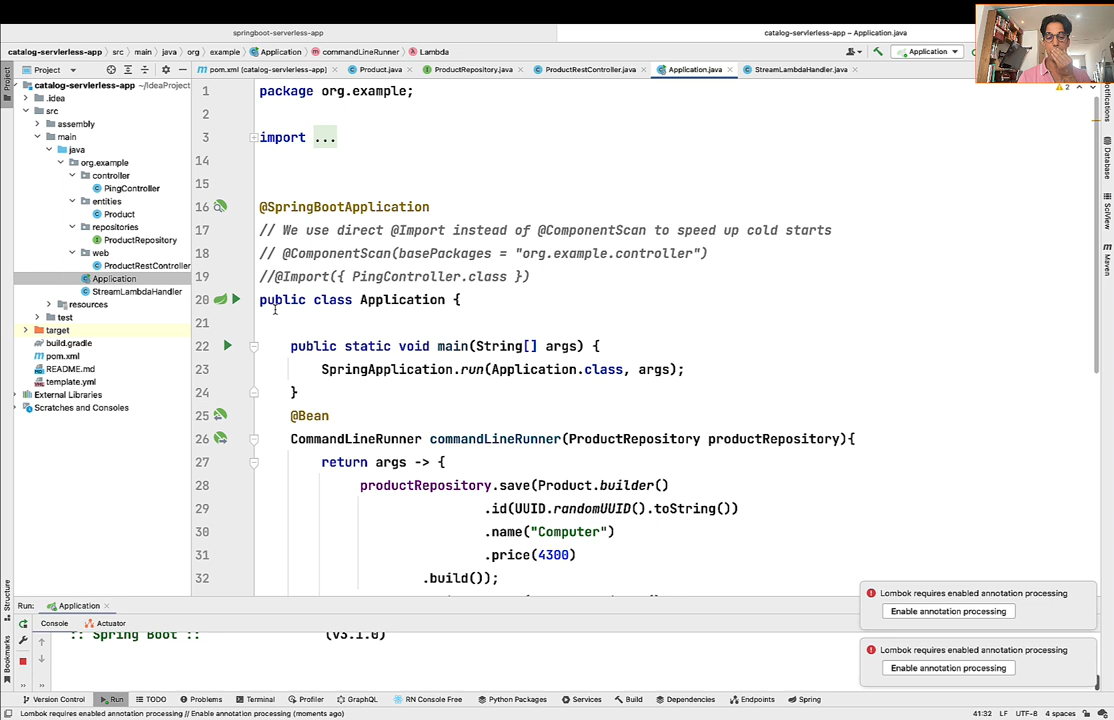 springboot-serverless-app
catalog-servlerless-app – Application.java
catalog-servlerless-app › src › main › java › org › example › Application › commandLineRunner › Lambda
Application
Project
pom.xml (catalog-servlerless-app) × Product.java × ProductRepository.java × ProductRestController.java × Application.java × StreamLambdaHandler.java ×
Project
catalog-servlerless-app ~/IdeaProject
.idea
src
assembly
main
java
org.example
controller
PingController
entities
Product
repositories
ProductRepository
web
ProductRestController
Application
StreamLambdaHandler
resources
test
target
build.gradle
pom.xml
README.md
template.yml
External Libraries
Scratches and Consoles
2
1 package org.example;
2
3 import ...
14
15
16 @SpringBootApplication
17 // We use direct @Import instead of @ComponentScan to speed up cold starts
18 // @ComponentScan(basePackages = "org.example.controller")
19 //@Import({ PingController.class })
20 public class Application {
21
22 public static void main(String[] args) {
23 SpringApplication.run(Application.class, args);
24 }
25 @Bean
26 CommandLineRunner commandLineRunner(ProductRepository productRepository){
27 return args -> {
28 productRepository.save(Product.builder()
29 .id(UUID.randomUUID().toString())
30 .name("Computer")
31 .price(4300)
32 .build());
Database
SciView
Maven
Structure
Bookmarks
Run: Application ×
Console Actuator
:: Spring Boot :: (v3.1.0)
Lombok requires enabled annotation processing
Enable annotation processing
Lombok requires enabled annotation processing
Enable annotation processing
Version Control Run TODO Problems Terminal Profiler GraphQL RN Console Free Python Packages Services Build Dependencies Endpoints Spring
Lombok requires enabled annotation processing // Enable annotation processing (moments ago)
41:32 LF UTF-8 4 spaces